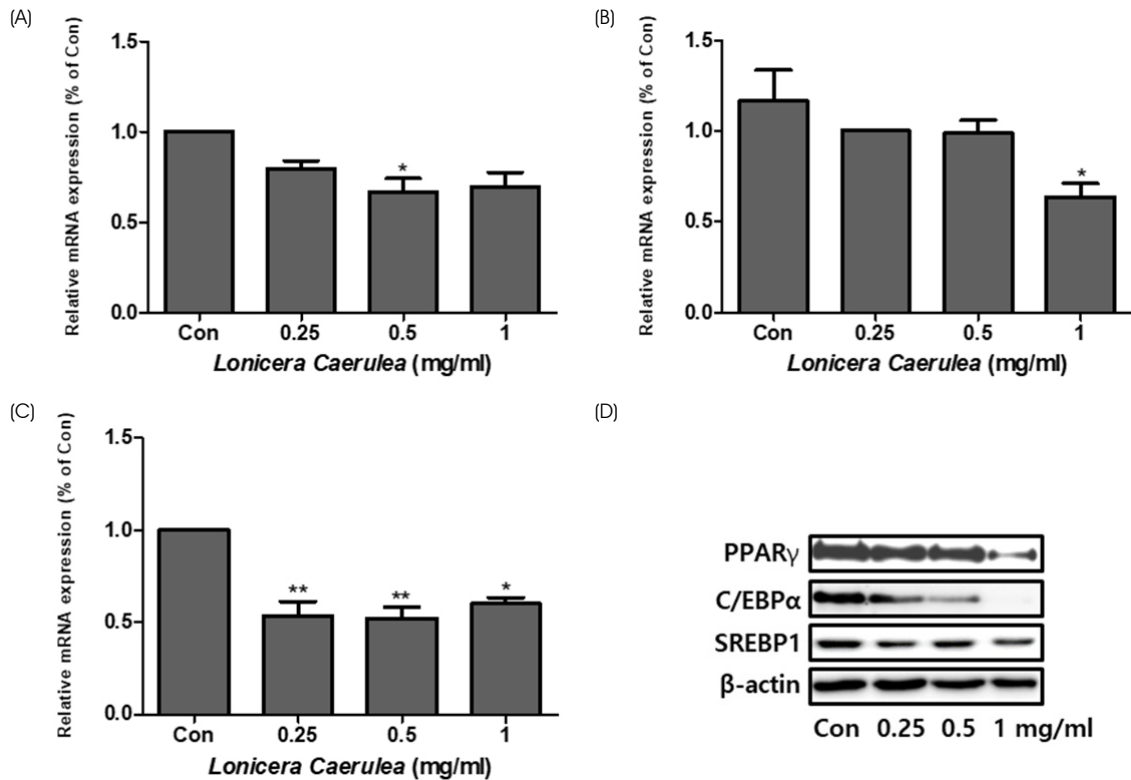 (A)
Relative mRNA expression (% of Con)
1.5
1.0
0.5
0.0
*
Con 0.25 0.5 1
Lonicera Caerulea (mg/ml)
(B)
Relative mRNA expression (% of Con)
1.5
1.0
0.5
0.0
*
Con 0.25 0.5 1
Lonicera Caerulea (mg/ml)
(C)
Relative mRNA expression (% of Con)
1.5
1.0
0.5
0.0
** ** *
Con 0.25 0.5 1
Lonicera Caerulea (mg/ml)
(D)
PPARγ
C/EBPα
SREBP1
β-actin
Con 0.25 0.5 1 mg/ml